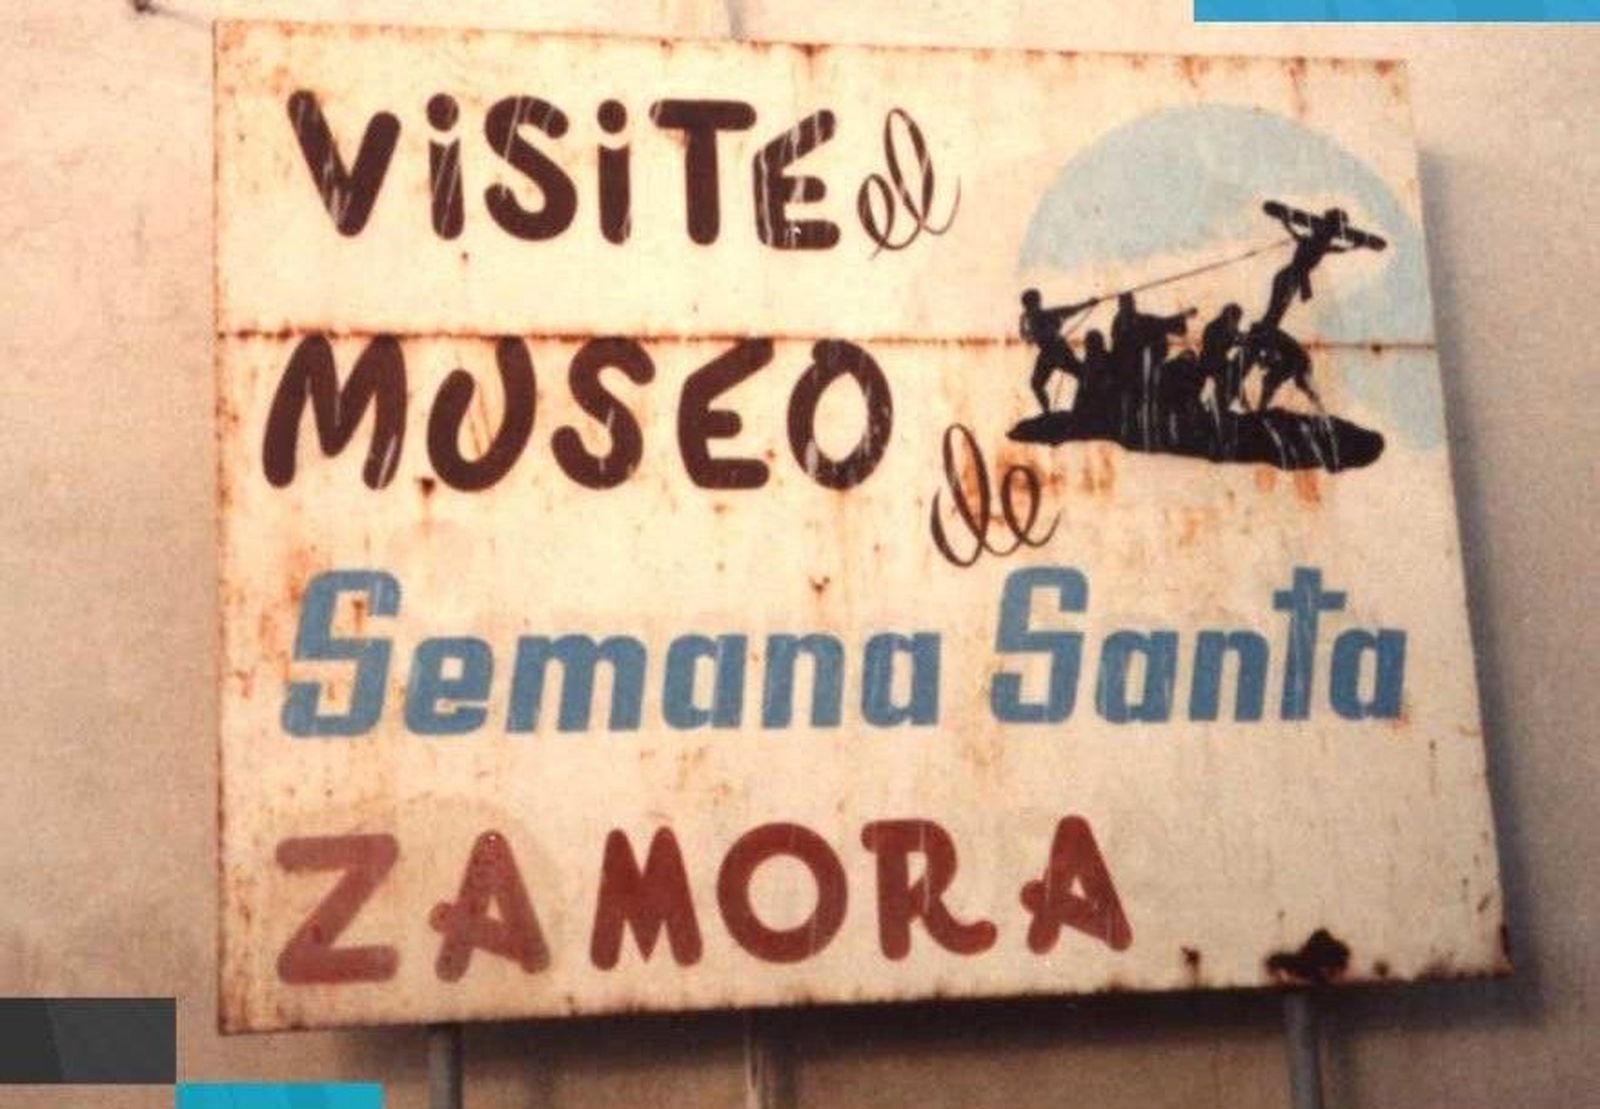 ViSiTE el
MUSEO de
Semana Santa
ZAMORA